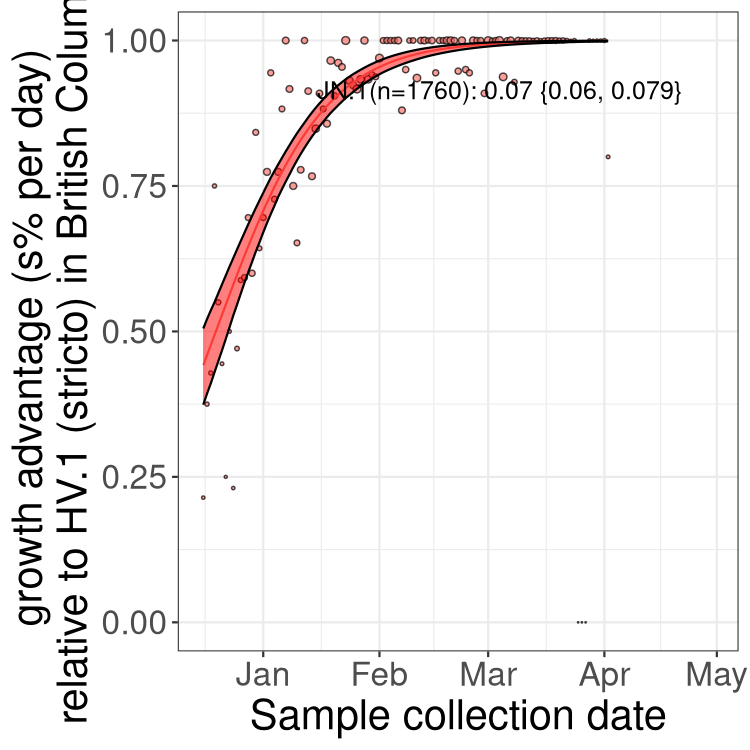 growth advantage (s% per day)
relative to HV.1 (stricto) in British Colum
1.00
0.75
0.50
0.25
0.00
JN.1(n=1760): 0.07 {0.06, 0.079}
Jan Feb Mar Apr May
Sample collection date